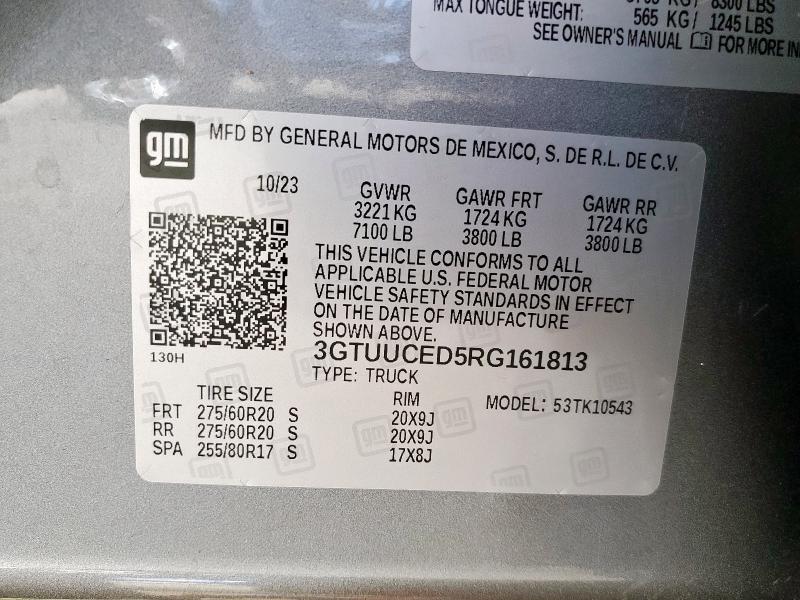 KG / 8300 LBS
MAX TONGUE WEIGHT: 565 KG / 1245 LBS
SEE OWNER'S MANUAL FOR MORE
gm
MFD BY GENERAL MOTORS DE MEXICO, S. DE R.L. DE C.V.
10/23 GVWR GAWR FRT GAWR RR
3221 KG 1724 KG 1724 KG
7100 LB 3800 LB 3800 LB
THIS VEHICLE CONFORMS TO ALL
APPLICABLE U.S. FEDERAL MOTOR
VEHICLE SAFETY STANDARDS IN EFFECT
ON THE DATE OF MANUFACTURE
SHOWN ABOVE.
130H
3GTUUCED5RG161813
TYPE: TRUCK
TIRE SIZE RIM MODEL: 53TK10543
FRT 275/60R20 S 20X9J
RR 275/60R20 S 20X9J
SPA 255/80R17 S 17X8J